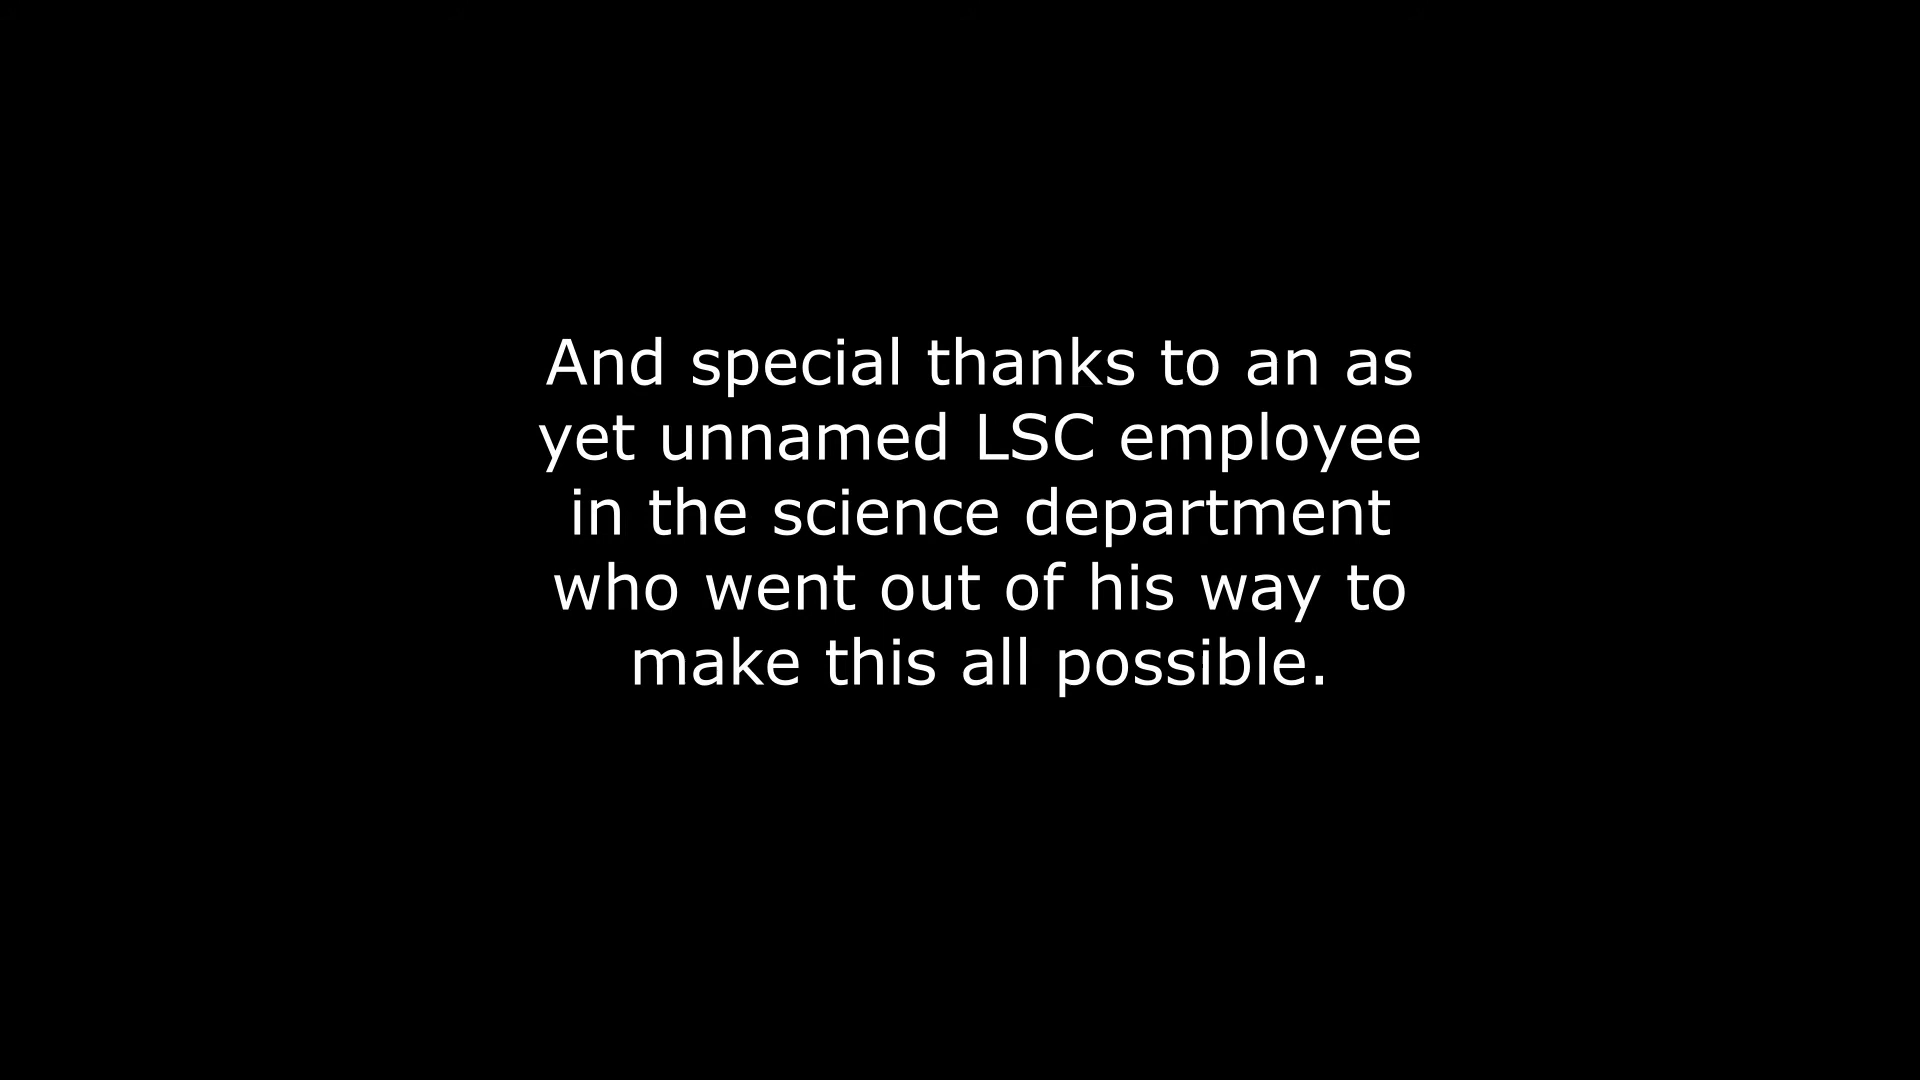 And special thanks to an as
yet unnamed LSC employee
in the science department
who went out of his way to
make this all possible.